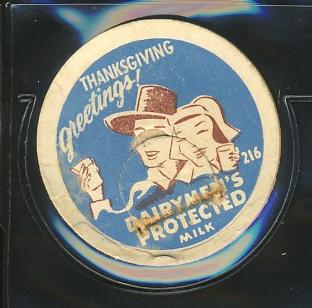 THANKSGIVING
greetings!
216
DAIRYMEN'S
PROTECTED
MILK